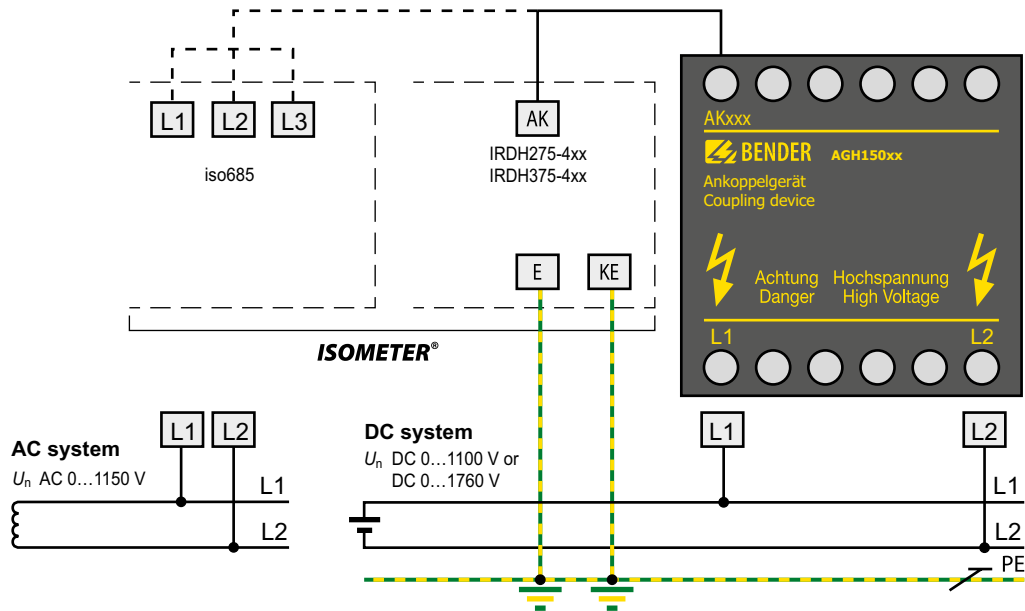 L1 L2 L3
iso685
AK
IRDH275-4xx
IRDH375-4xx
E KE
ISOMETER®
AKxxx
BENDER AGH150xx
Ankoppelgerät
Coupling device
Achtung Hochspannung
Danger High Voltage
L1 L2
AC system
Un AC 0…1150 V
L1 L2
L1
L2
DC system
Un DC 0…1100 V or
DC 0…1760 V
L1 L2
L1
L2
PE